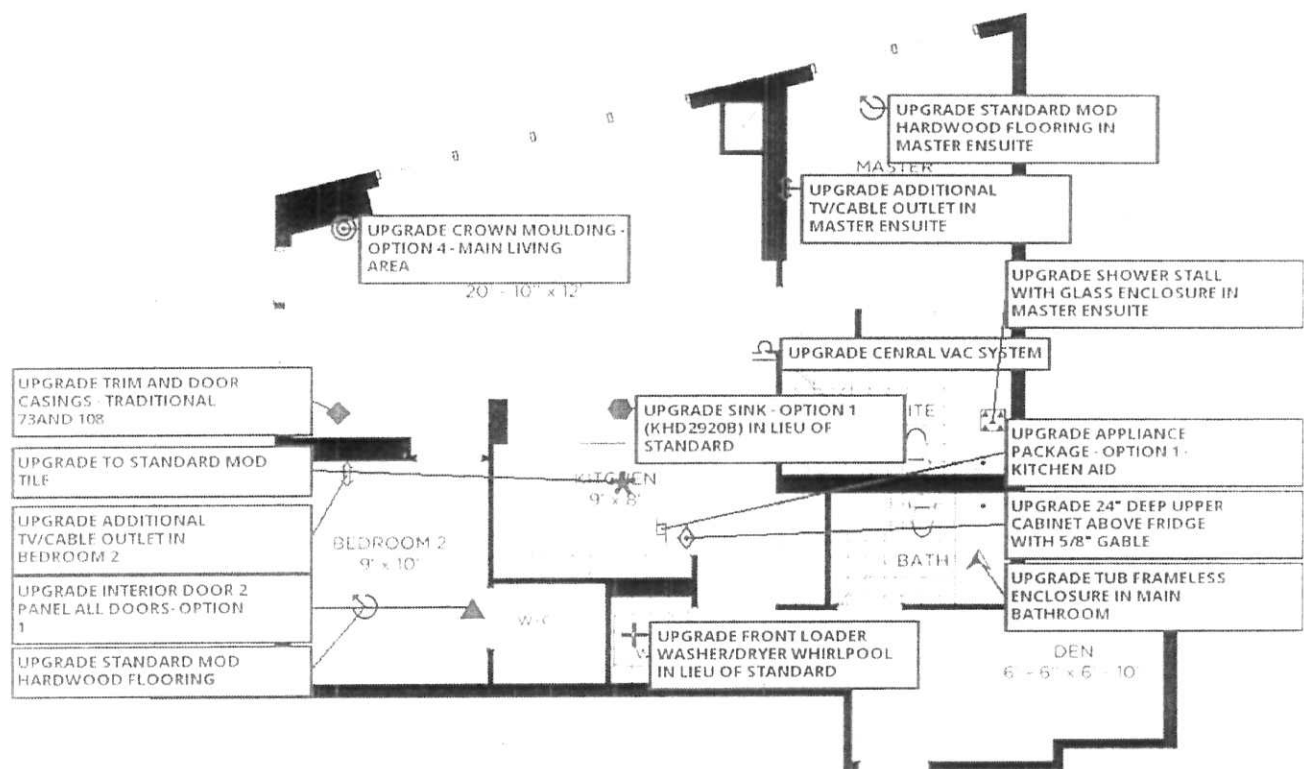 UPGRADE STANDARD MOD
HARDWOOD FLOORING IN
MASTER ENSUITE
MASTER
UPGRADE ADDITIONAL
TV/CABLE OUTLET IN
MASTER ENSUITE
UPGRADE CROWN MOULDING -
OPTION 4 - MAIN LIVING
AREA
20' - 10" x 12'
UPGRADE SHOWER STALL
WITH GLASS ENCLOSURE IN
MASTER ENSUITE
UPGRADE CENRAL VAC SYSTEM
UPGRADE TRIM AND DOOR
CASINGS - TRADITIONAL
73AND 108
UPGRADE SINK - OPTION 1
(KHD2920B) IN LIEU OF
STANDARD
ITE
UPGRADE APPLIANCE
PACKAGE - OPTION 1 -
KITCHEN AID
UPGRADE TO STANDARD MOD
TILE
KITCHEN
9' x 8'
UPGRADE ADDITIONAL
TV/CABLE OUTLET IN
BEDROOM 2
BEDROOM 2
9' x 10'
UPGRADE 24" DEEP UPPER
CABINET ABOVE FRIDGE
WITH 5/8" GABLE
BATH
UPGRADE TUB FRAMELESS
ENCLOSURE IN MAIN
BATHROOM
UPGRADE INTERIOR DOOR 2
PANEL ALL DOORS- OPTION
1
UPGRADE FRONT LOADER
WASHER/DRYER WHIRLPOOL
IN LIEU OF STANDARD
UPGRADE STANDARD MOD
HARDWOOD FLOORING
DEN
6' - 6" x 6' - 10